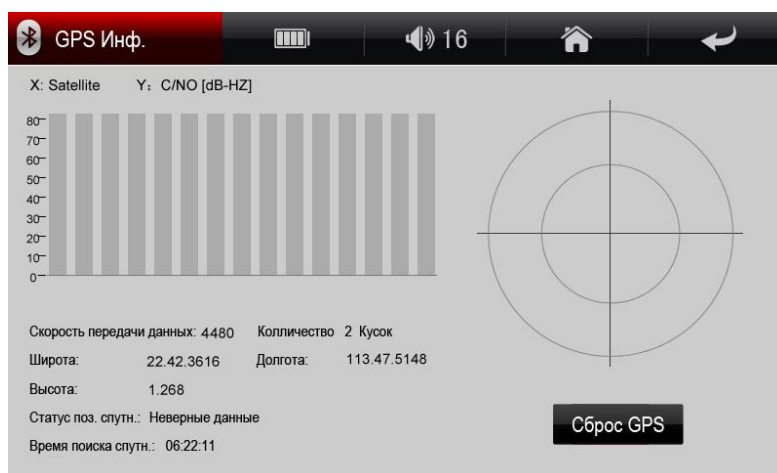 GPS Инф. 16
X: Satellite Y: C/NO [dB-HZ]
80
70
60
50
40
30
20
10
0
Скорость передачи данных: 4480 Колличество 2 Кусок
Широта: 22.42.3616 Долгота: 113.47.5148
Высота: 1.268
Статус поз. спутн.: Неверные данные
Время поиска спутн.: 06:22:11
Сброс GPS